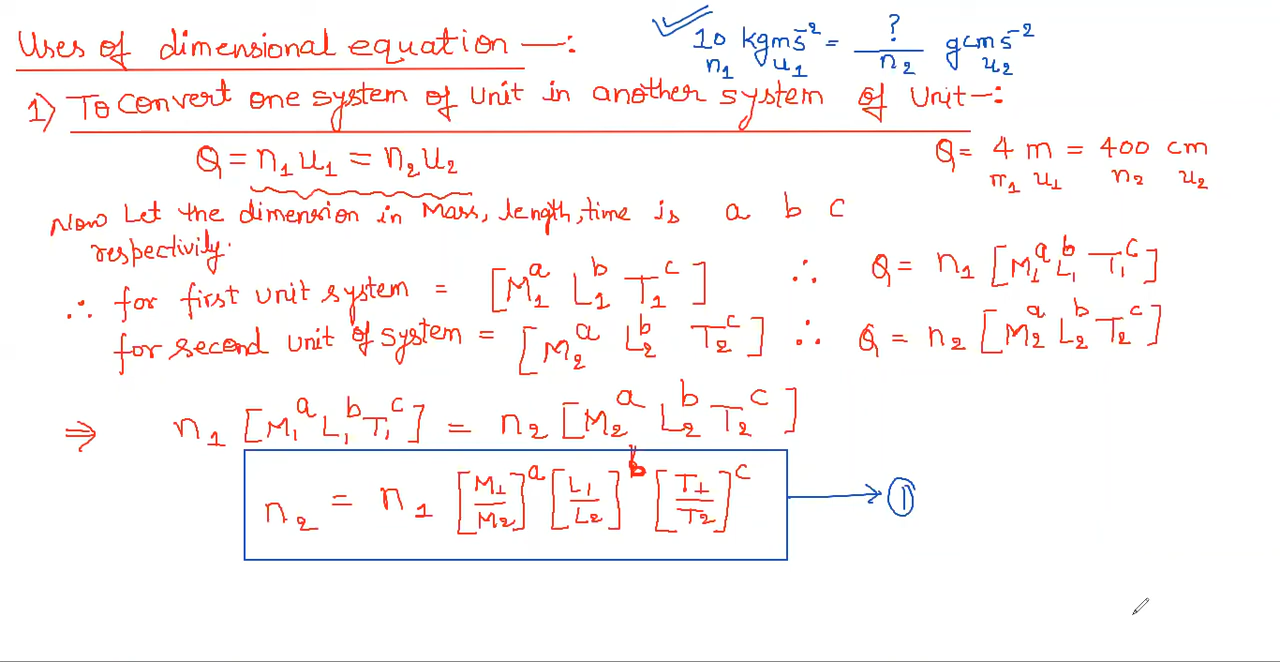 Uses of dimensional equation —:
10 kgms⁻² = ? gcms⁻²
n₁ u₁ n₂ u₂
1) To convert one system of unit in another system of Unit —:
Q = n₁u₁ = n₂u₂
Q = 4 m = 400 cm
n₁ u₁ n₂ u₂
Now Let the dimension in Mass, length, time is a b c
respectivily.
∴ for first unit system = [M₁ᵃ L₁ᵇ T₁ᶜ] ∴ Q = n₁ [M₁ᵃ L₁ᵇ T₁ᶜ]
for second unit of system = [M₂ᵃ L₂ᵇ T₂ᶜ] ∴ Q = n₂ [M₂ᵃ L₂ᵇ T₂ᶜ]
⇒ n₁ [M₁ᵃ L₁ᵇ T₁ᶜ] = n₂ [M₂ᵃ L₂ᵇ T₂ᶜ]
n₂ = n₁ [M₁/M₂]ᵃ [L₁/L₂]ᵇ [T₁/T₂]ᶜ → ①